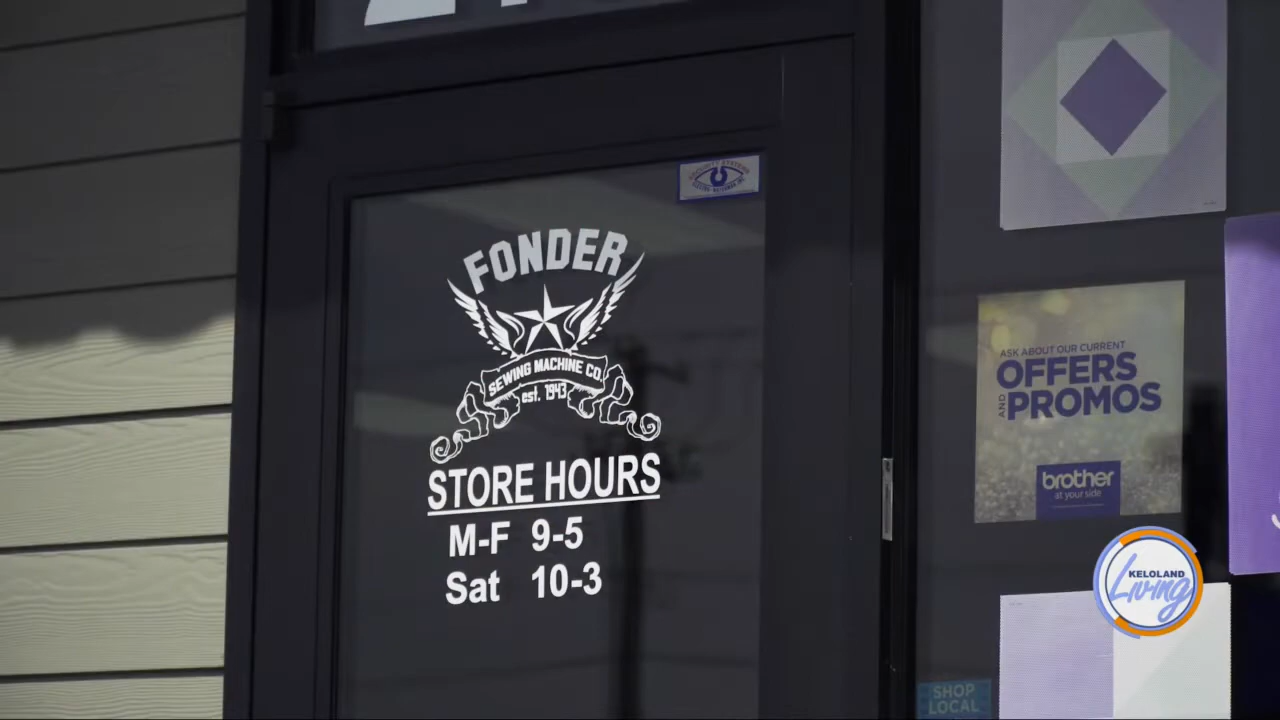 FONDER
SEWING MACHINE CO.
est. 1943
STORE HOURS
M-F 9-5
Sat 10-3
ASK ABOUT OUR CURRENT
OFFERS
AND PROMOS
brother
at your side
KELOLAND
Living
SHOP
LOCAL